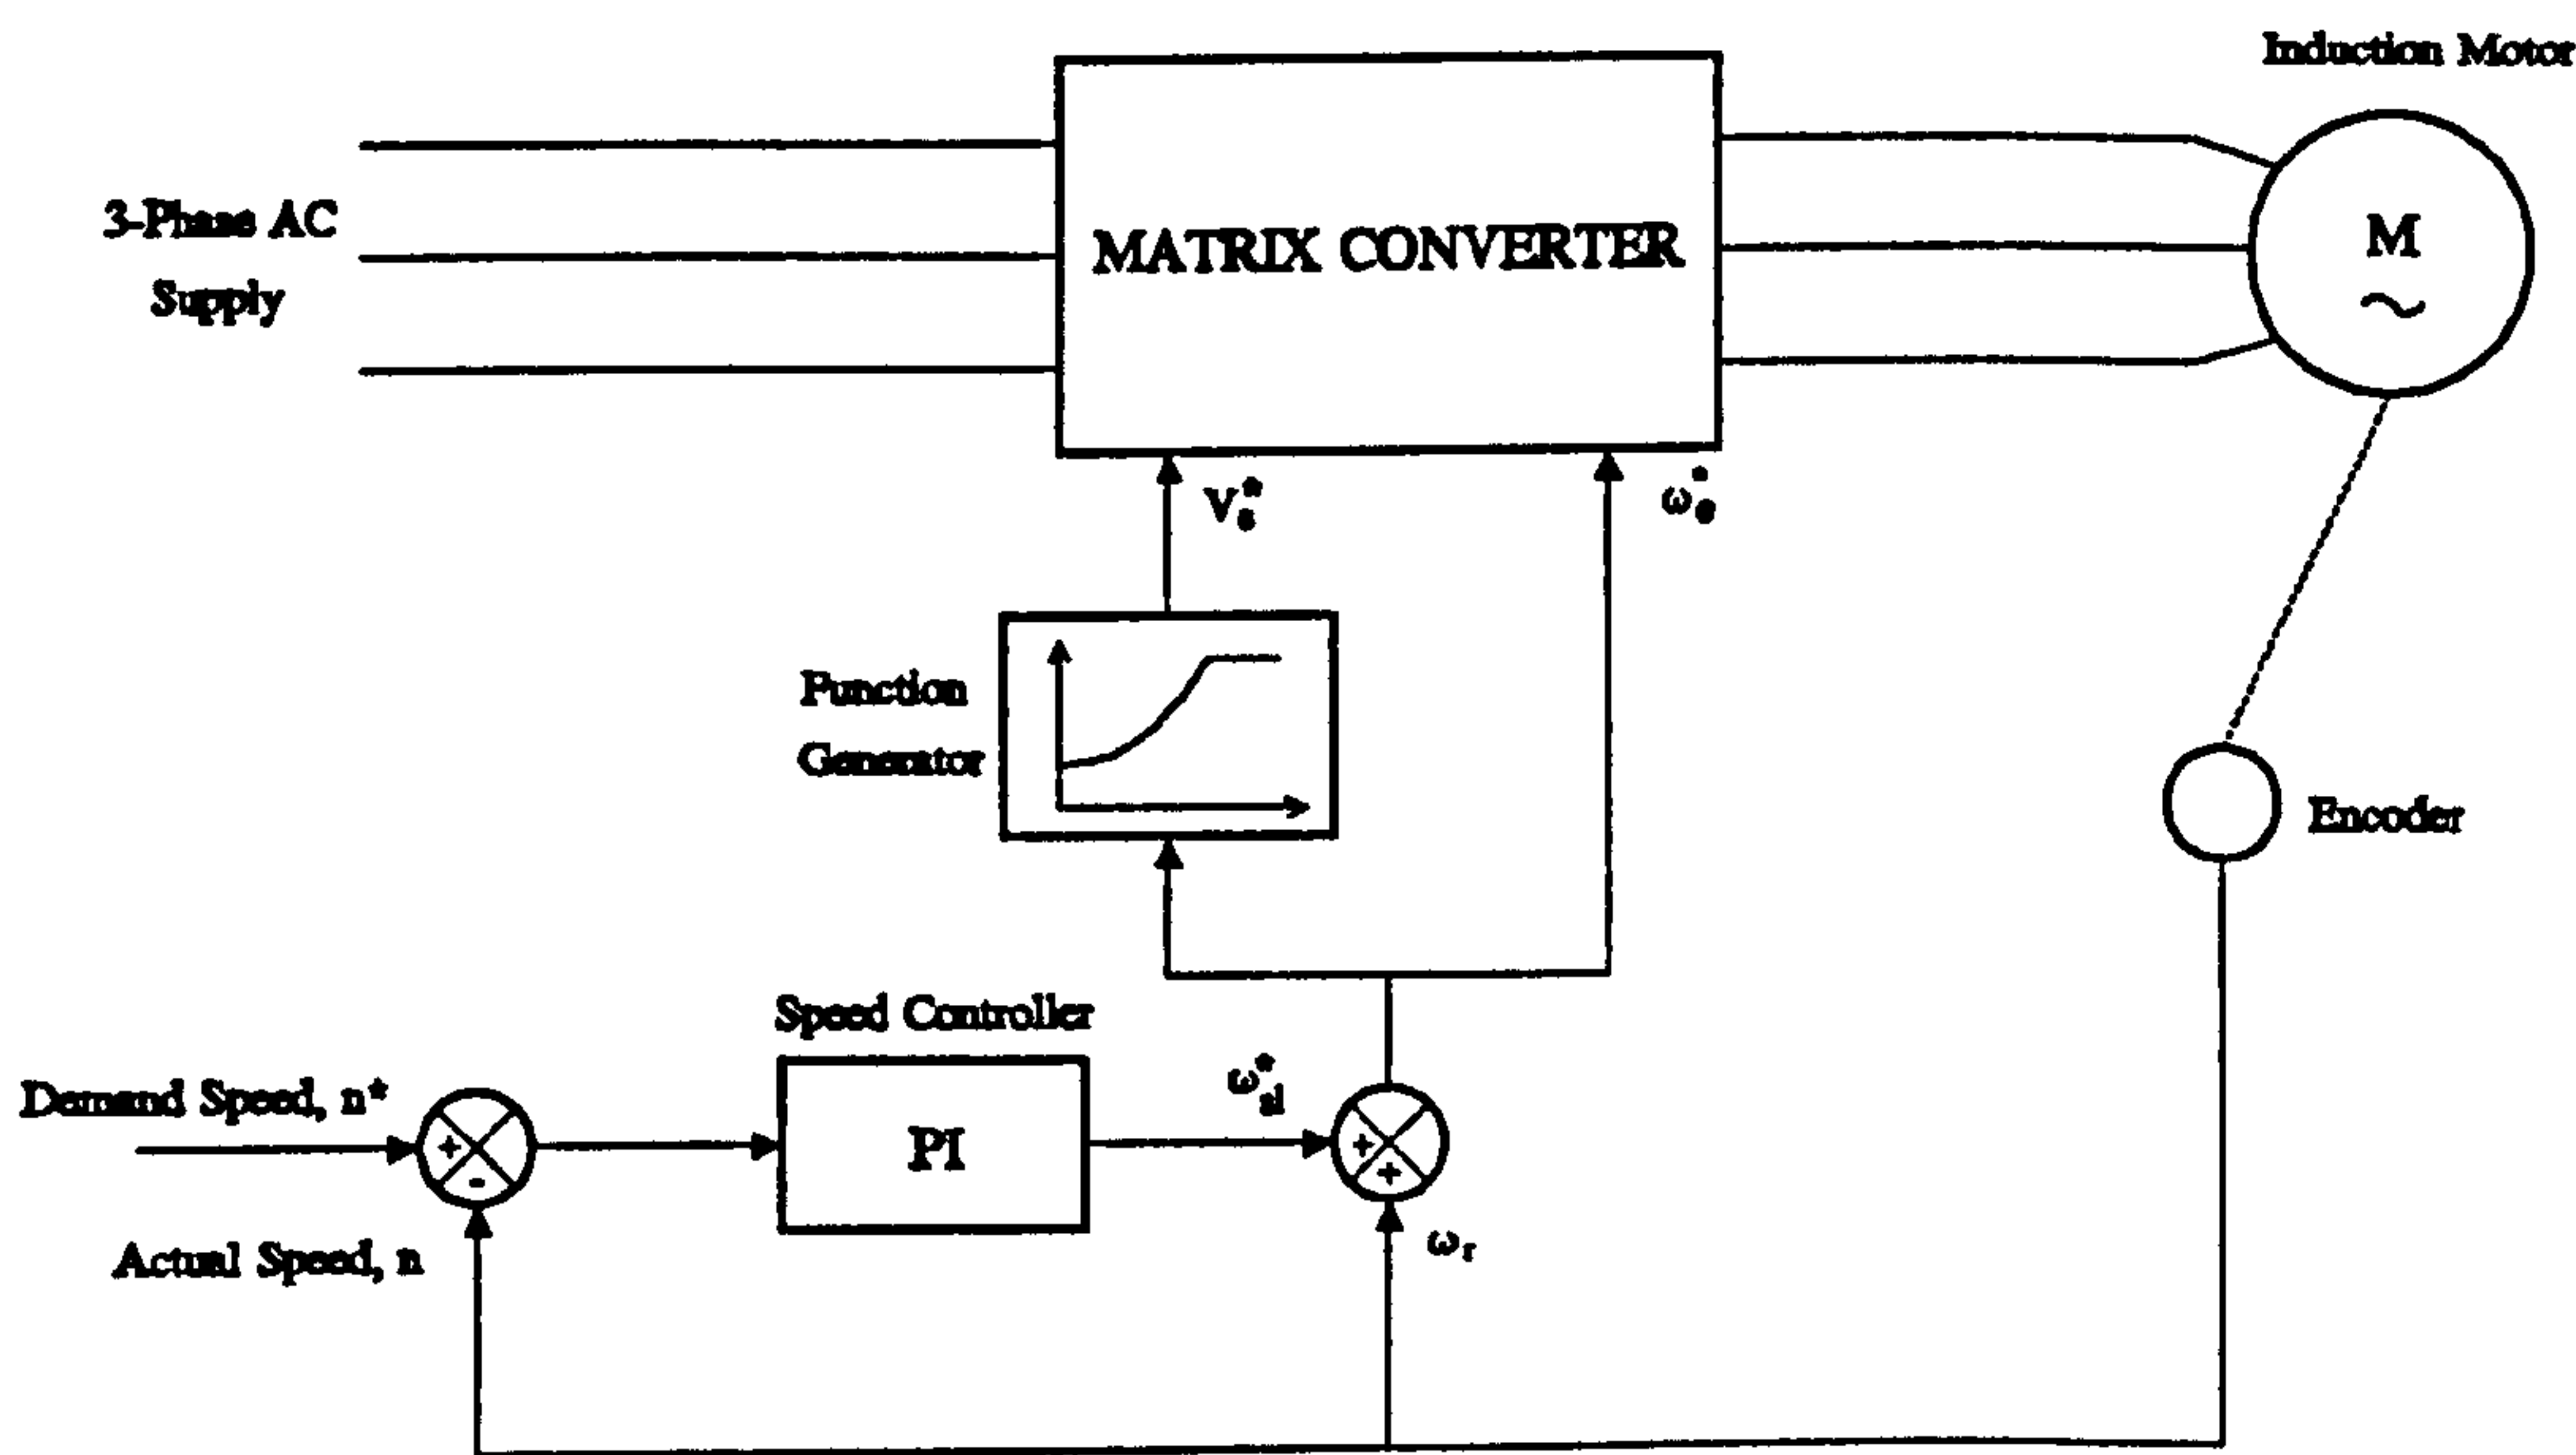 Induction Motor
3-Phase AC
Supply
MATRIX CONVERTER
M
~
V*s
ω*e
Function
Generator
Encoder
Speed Controller
Demand Speed, n*
+
-
PI
ω*sl
+
+
Actual Speed, n
ωr